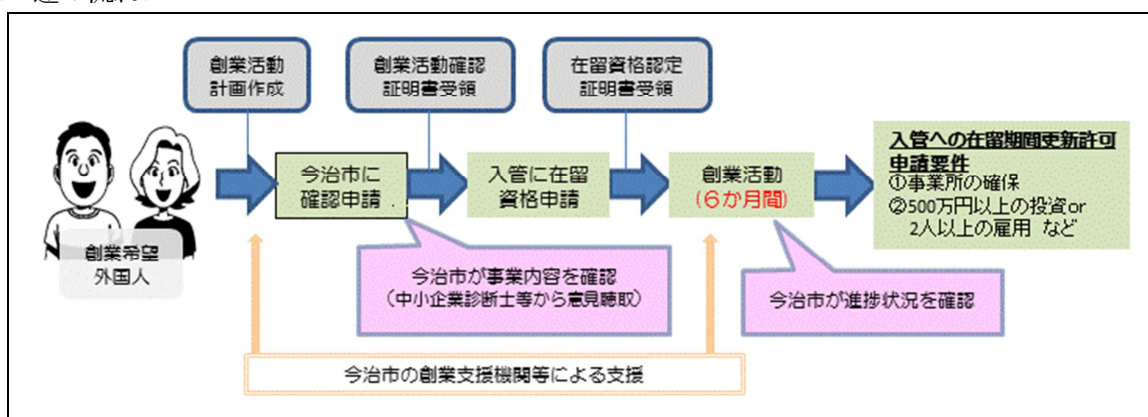 創業活動
計画作成
創業活動確認
証明書受領
在留資格認定
証明書受領
創業希望
外国人
今治市に
確認申請 .
入管に在留
資格申請
創業活動
(6か月間)
入管への在留期間更新許可
申請要件
①事業所の確保
②500万円以上の投資or
2人以上の雇用 など
今治市が事業内容を確認
(中小企業診断士等から意見聴取)
今治市が進捗状況を確認
今治市の創業支援機関等による支援